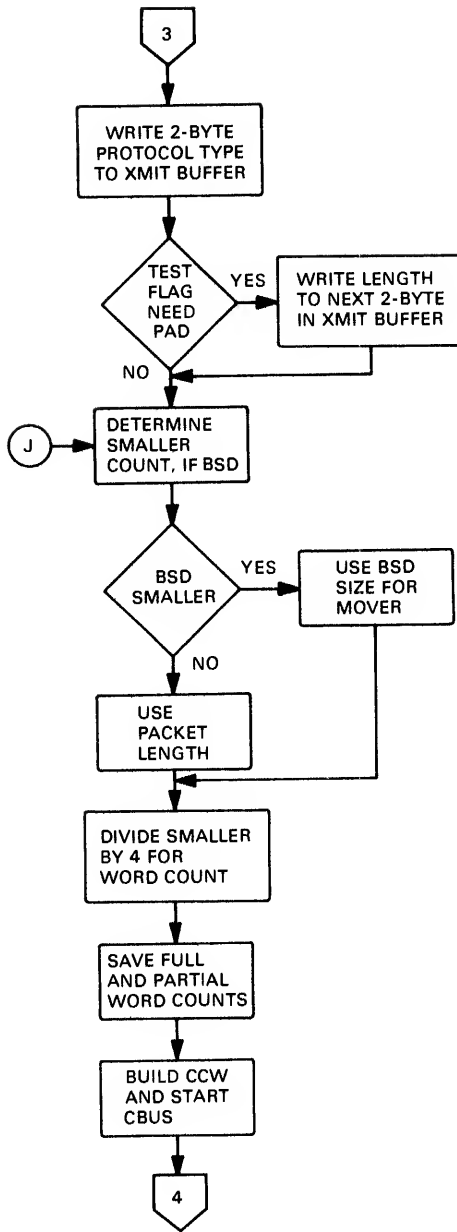 3
WRITE 2-BYTE
PROTOCOL TYPE
TO XMIT BUFFER
TEST
FLAG
NEED
PAD
YES
WRITE LENGTH
TO NEXT 2-BYTE
IN XMIT BUFFER
NO
J
DETERMINE
SMALLER
COUNT, IF BSD
BSD
SMALLER
YES
USE BSD
SIZE FOR
MOVER
NO
USE
PACKET
LENGTH
DIVIDE SMALLER
BY 4 FOR
WORD COUNT
SAVE FULL
AND PARTIAL
WORD COUNTS
BUILD CCW
AND START
CBUS
4